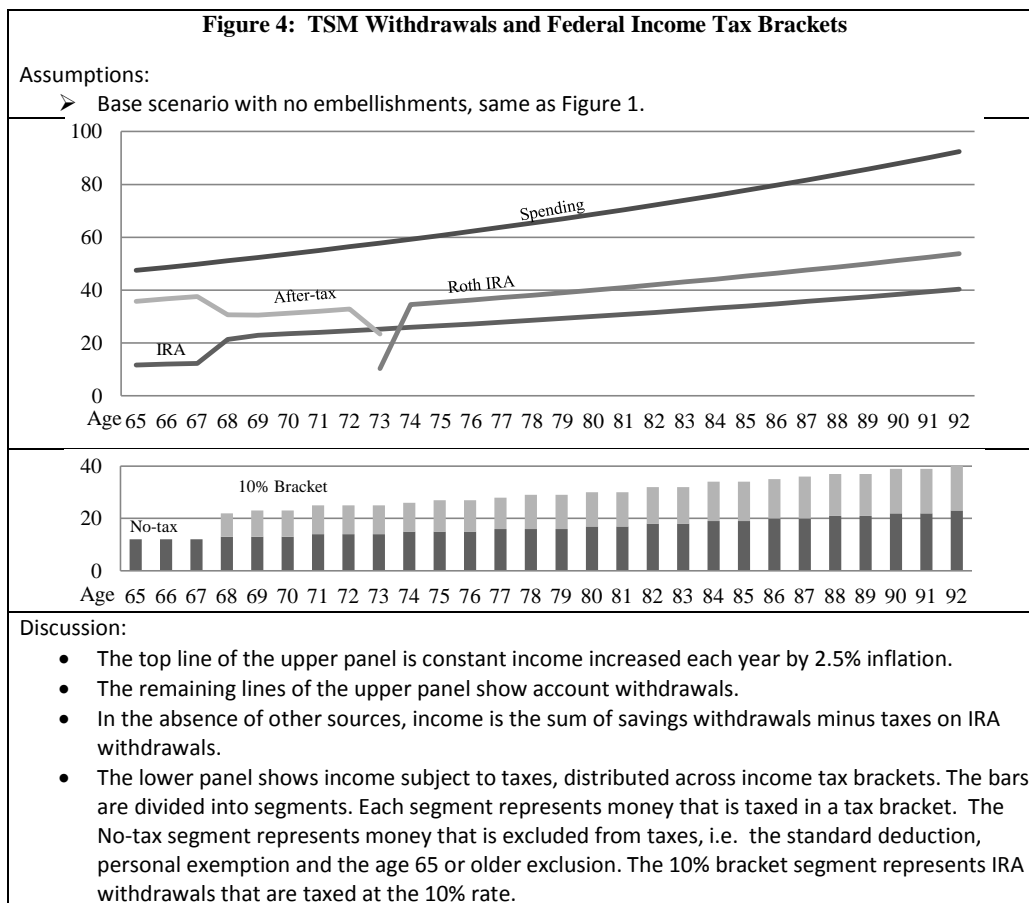 Figure 4:  TSM Withdrawals and Federal Income Tax Brackets
Assumptions:
➢ Base scenario with no embellishments, same as Figure 1.
100
80
60
40
20
0
Spending
After-tax
Roth IRA
IRA
Age 65 66 67 68 69 70 71 72 73 74 75 76 77 78 79 80 81 82 83 84 85 86 87 88 89 90 91 92
40
20
0
10% Bracket
No-tax
Age 65 66 67 68 69 70 71 72 73 74 75 76 77 78 79 80 81 82 83 84 85 86 87 88 89 90 91 92
Discussion:
• The top line of the upper panel is constant income increased each year by 2.5% inflation.
• The remaining lines of the upper panel show account withdrawals.
• In the absence of other sources, income is the sum of savings withdrawals minus taxes on IRA
withdrawals.
• The lower panel shows income subject to taxes, distributed across income tax brackets. The bars
are divided into segments. Each segment represents money that is taxed in a tax bracket.  The
No-tax segment represents money that is excluded from taxes, i.e.  the standard deduction,
personal exemption and the age 65 or older exclusion. The 10% bracket segment represents IRA
withdrawals that are taxed at the 10% rate.